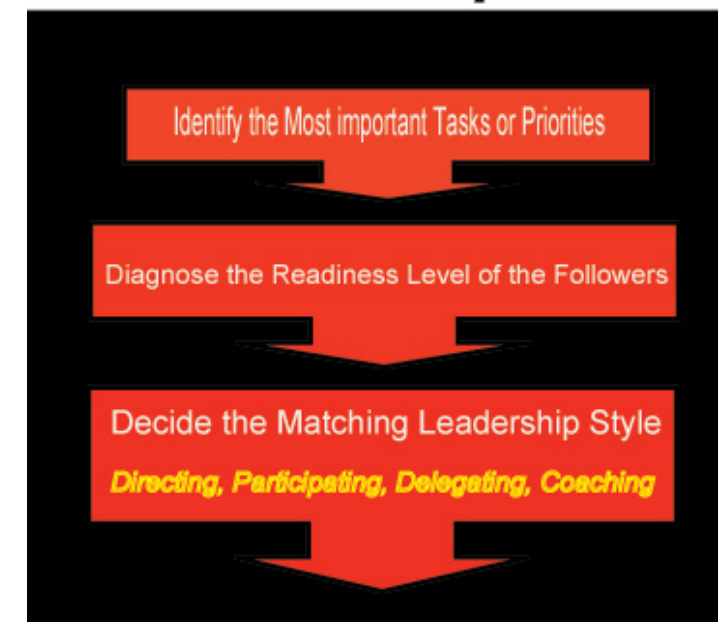 Identify the Most important Tasks or Priorities
Diagnose the Readiness Level of the Followers
Decide the Matching Leadership Style
Directing, Participating, Delegating, Coaching